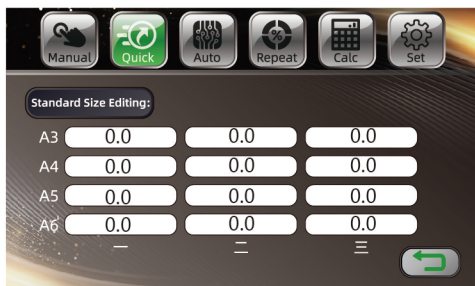 Manual Quick Auto Repeat Calc Set
Standard Size Editing:
A3 0.0 0.0 0.0
A4 0.0 0.0 0.0
A5 0.0 0.0 0.0
A6 0.0 0.0 0.0
一 二 三